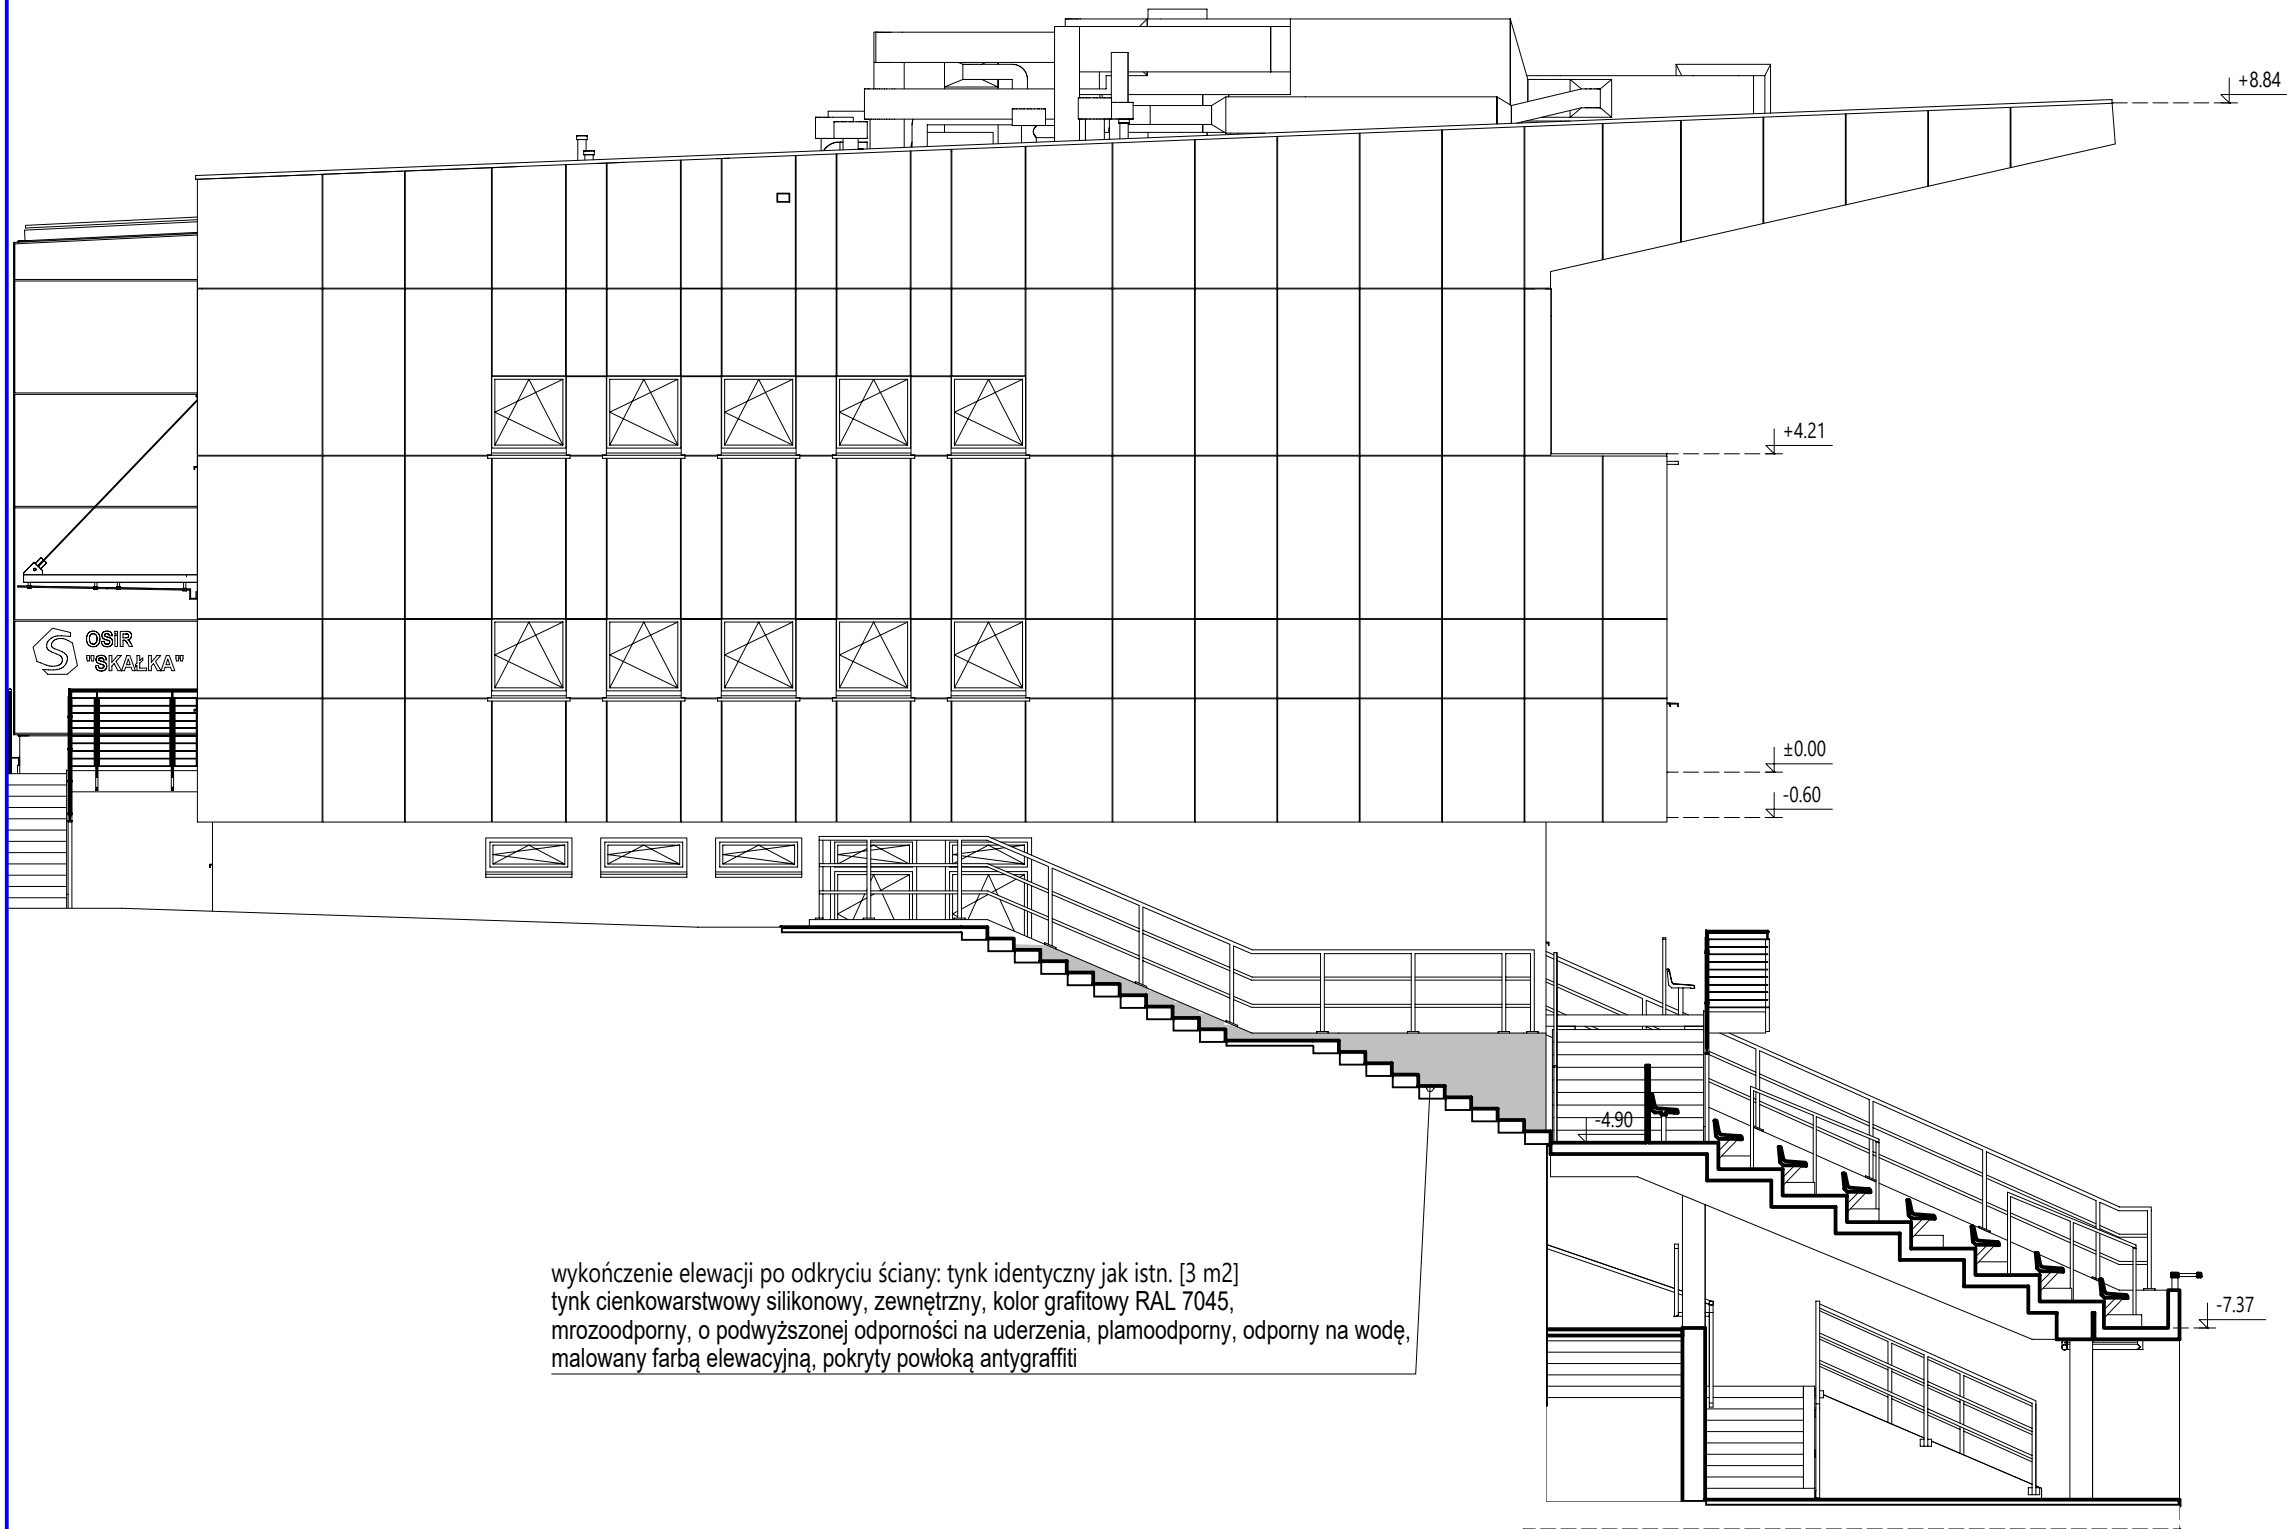 +8.84
+4.21
OSiR
"SKAŁKA"
±0.00
-0.60
-4.90
wykończenie elewacji po odkryciu ściany: tynk identyczny jak istn. [3 m2]
tynk cienkowarstwowy silikonowy, zewnętrzny, kolor grafitowy RAL 7045,
mrozoodporny, o podwyższonej odporności na uderzenia, plamoodporny, odporny na wodę,
malowany farbą elewacyjną, pokryty powłoką antygraffiti
-7.37